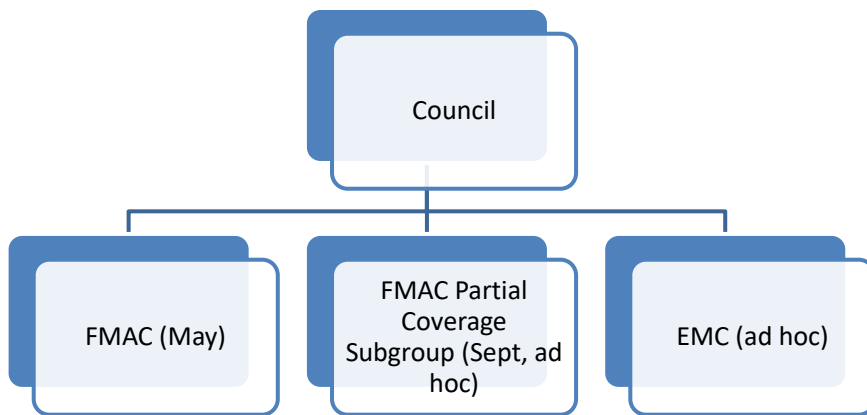 Council
FMAC (May)
FMAC Partial
Coverage
Subgroup (Sept, ad
hoc)
EMC (ad hoc)